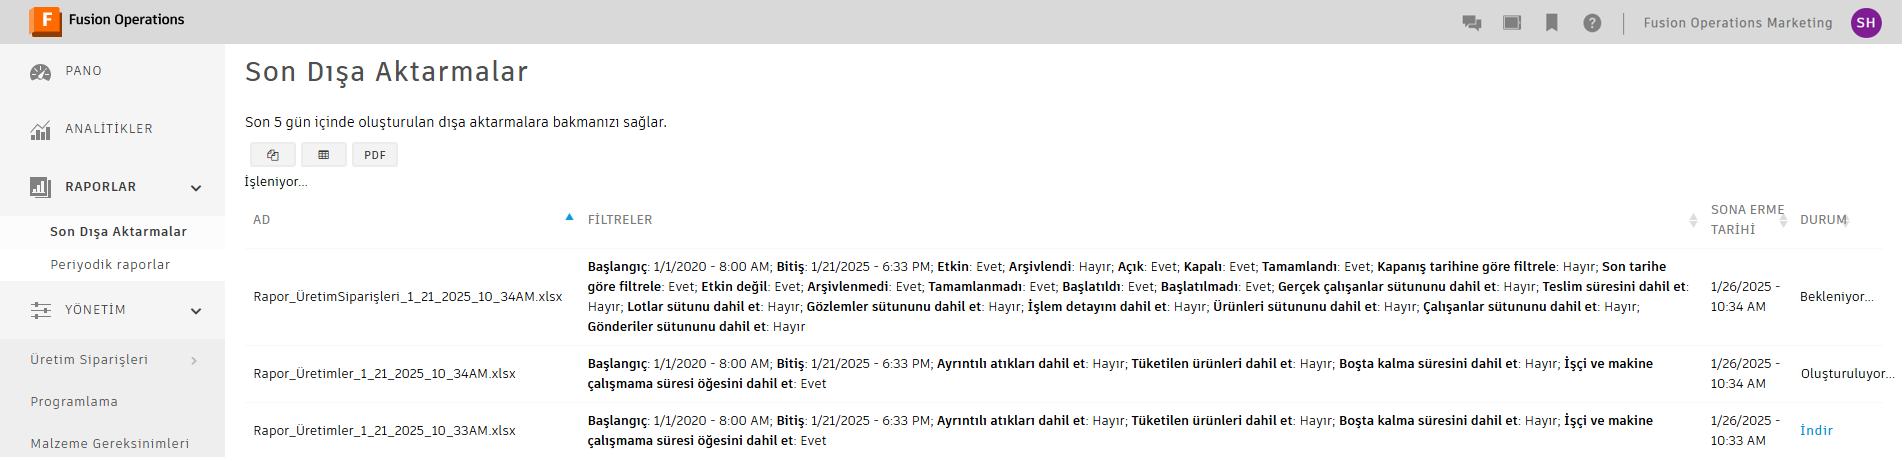 Fusion Operations
Fusion Operations Marketing
SH
PANO
ANALİTİKLER
RAPORLAR
Son Dışa Aktarmalar
Periyodik raporlar
YÖNETİM
Üretim Siparişleri
Programlama
Malzeme Gereksinimleri
Son Dışa Aktarmalar
Son 5 gün içinde oluşturulan dışa aktarmalara bakmanızı sağlar.
PDF
İşleniyor...
AD
FİLTRELER
SONA ERME
TARİHİ
DURUM
Rapor_ÜretimSiparişleri_1_21_2025_10_34AM.xlsx
Başlangıç: 1/1/2020 - 8:00 AM; Bitiş: 1/21/2025 - 6:33 PM; Etkin: Evet; Arşivlendi: Hayır; Açık: Evet; Kapalı: Evet; Tamamlandı: Evet; Kapanış tarihine göre filtrele: Hayır; Son tarihe
göre filtrele: Evet; Etkin değil: Evet; Arşivlenmedi: Evet; Tamamlanmadı: Evet; Başlatıldı: Evet; Başlatılmadı: Evet; Gerçek çalışanlar sütununu dahil et: Hayır; Teslim süresini dahil et:
Hayır; Lotlar sütunu dahil et: Hayır; Gözlemler sütununu dahil et: Hayır; İşlem detayını dahil et: Hayır; Ürünleri sütununu dahil et: Hayır; Çalışanlar sütununu dahil et: Hayır;
Gönderiler sütununu dahil et: Hayır
1/26/2025 -
10:34 AM
Bekleniyor...
Rapor_Üretimler_1_21_2025_10_34AM.xlsx
Başlangıç: 1/1/2020 - 8:00 AM; Bitiş: 1/21/2025 - 6:33 PM; Ayrıntılı atıkları dahil et: Hayır; Tüketilen ürünleri dahil et: Hayır; Boşta kalma süresini dahil et: Hayır; İşçi ve makine
çalışmama süresi öğesini dahil et: Evet
1/26/2025 -
10:34 AM
Oluşturuluyor...
Rapor_Üretimler_1_21_2025_10_33AM.xlsx
Başlangıç: 1/1/2020 - 8:00 AM; Bitiş: 1/21/2025 - 6:33 PM; Ayrıntılı atıkları dahil et: Hayır; Tüketilen ürünleri dahil et: Hayır; Boşta kalma süresini dahil et: Hayır; İşçi ve makine
çalışmama süresi öğesini dahil et: Evet
1/26/2025 -
10:33 AM
İndir